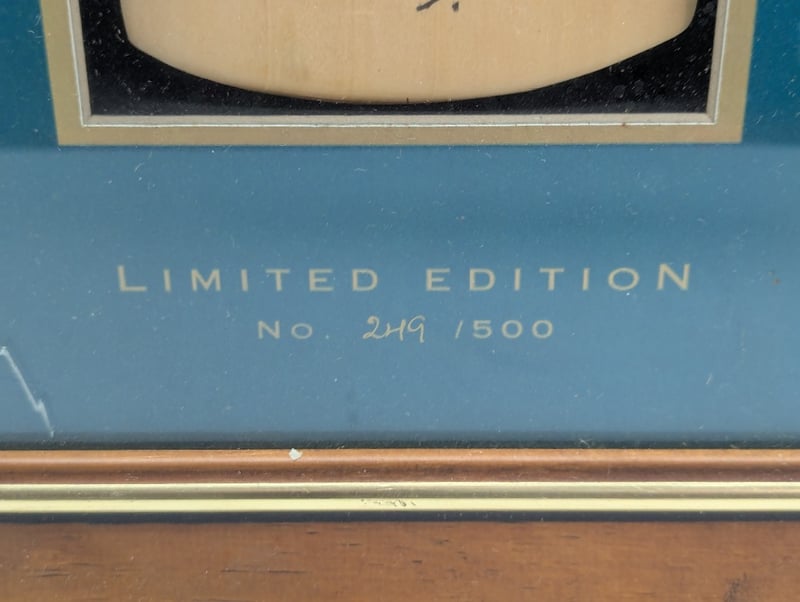 LIMITED EDITION
No. 249 /500